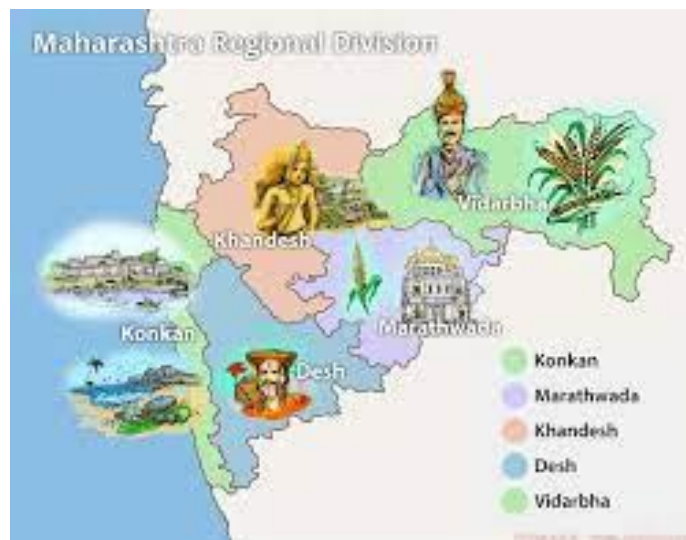 Maharashtra Regional Division
Vidarbha
Khandesh
Konkan
Marathwada
Desh
Konkan
Marathwada
Khandesh
Desh
Vidarbha